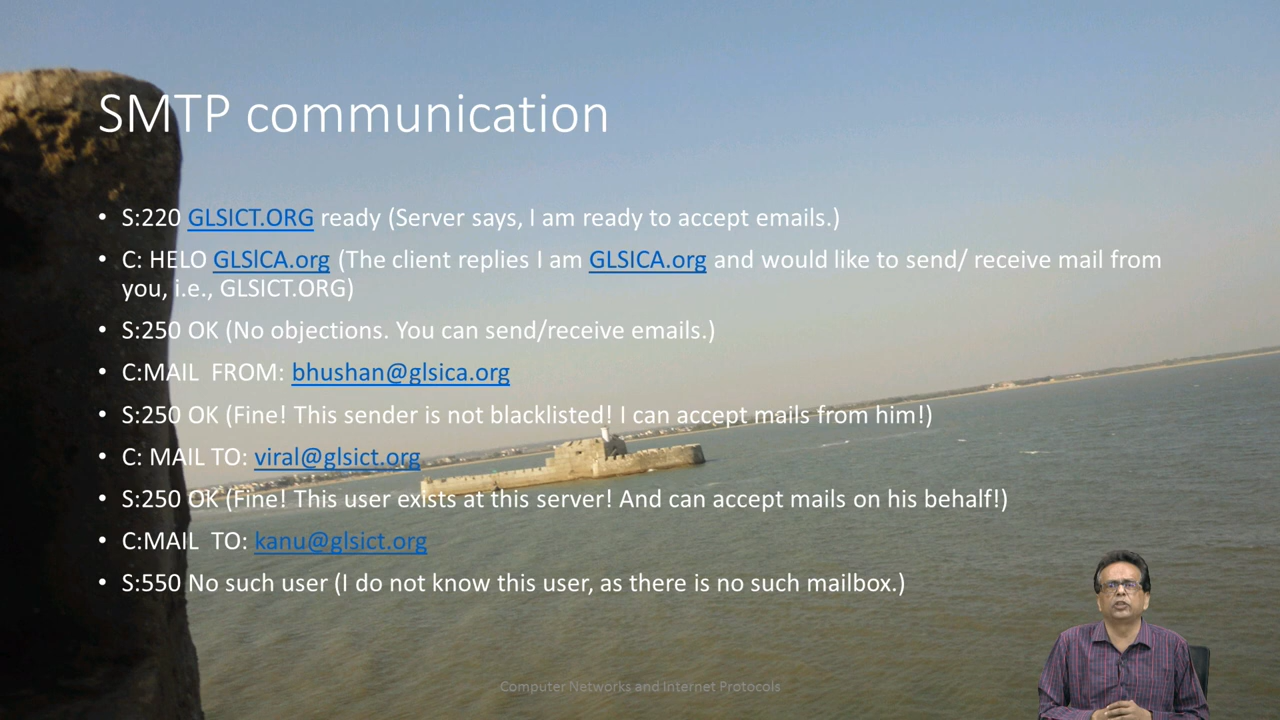 SMTP communication
• S:220 GLSICT.ORG ready (Server says, I am ready to accept emails.)
• C: HELO GLSlCA.org (The client replies I am GLSICA.org and would like to send/ receive mail from
you, i.e., GLSICT.ORG)
• S:250 OK (No objections. You can send/receive emails.)
• C:MAIL FROM: bhushan@glsica.org
• S:250 OK (Fine! This sender is not blacklisted! I can accept mails from him!)
• C: MAIL TO: viral@glsict.org
• S:250 OK (Fine! This user exists at this server! And can accept mails on his behalf!)
• C:MAIL TO: kanu@glsict.org
• S:550 No such user (I do not know this user, as there is no such mailbox.)
Computer Networks and Internet Protocols